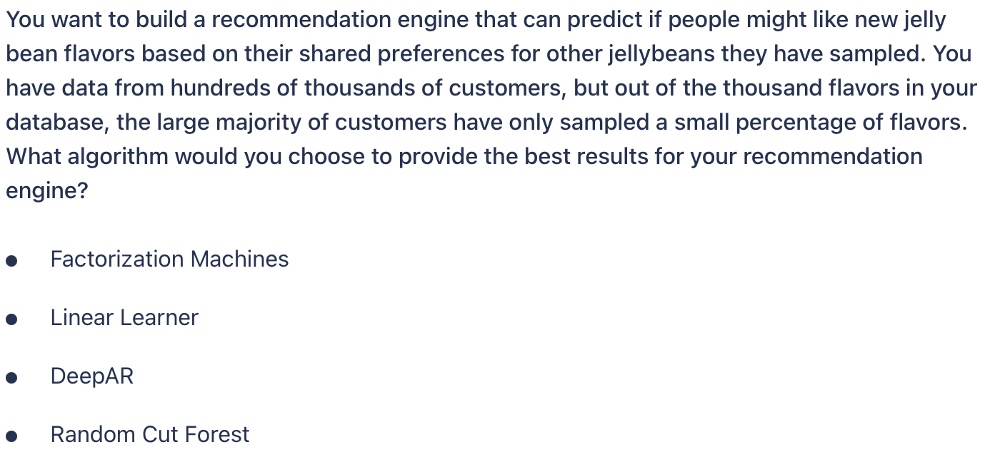 You want to build a recommendation engine that can predict if people might like new jelly
bean flavors based on their shared preferences for other jellybeans they have sampled. You
have data from hundreds of thousands of customers, but out of the thousand flavors in your
database, the large majority of customers have only sampled a small percentage of flavors.
What algorithm would you choose to provide the best results for your recommendation
engine?
● Factorization Machines
● Linear Learner
● DeepAR
● Random Cut Forest